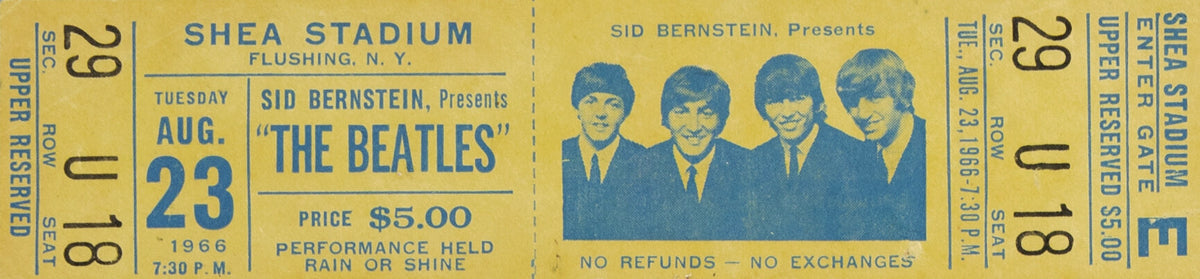 SEC. ROW SEAT
29 U 18
UPPER RESERVED
SHEA STADIUM
FLUSHING, N. Y.
TUESDAY
AUG.
23
1966
7:30 P. M.
SID BERNSTEIN, Presents
"THE BEATLES"
PRICE $5.00
PERFORMANCE HELD
RAIN OR SHINE
SID BERNSTEIN, Presents
NO REFUNDS — NO EXCHANGES
SHEA STADIUM
ENTER GATE E
UPPER RESERVED $5.00
29 U 18
SEC. ROW SEAT
TUE., AUG. 23, 1966-7:30 P.M.